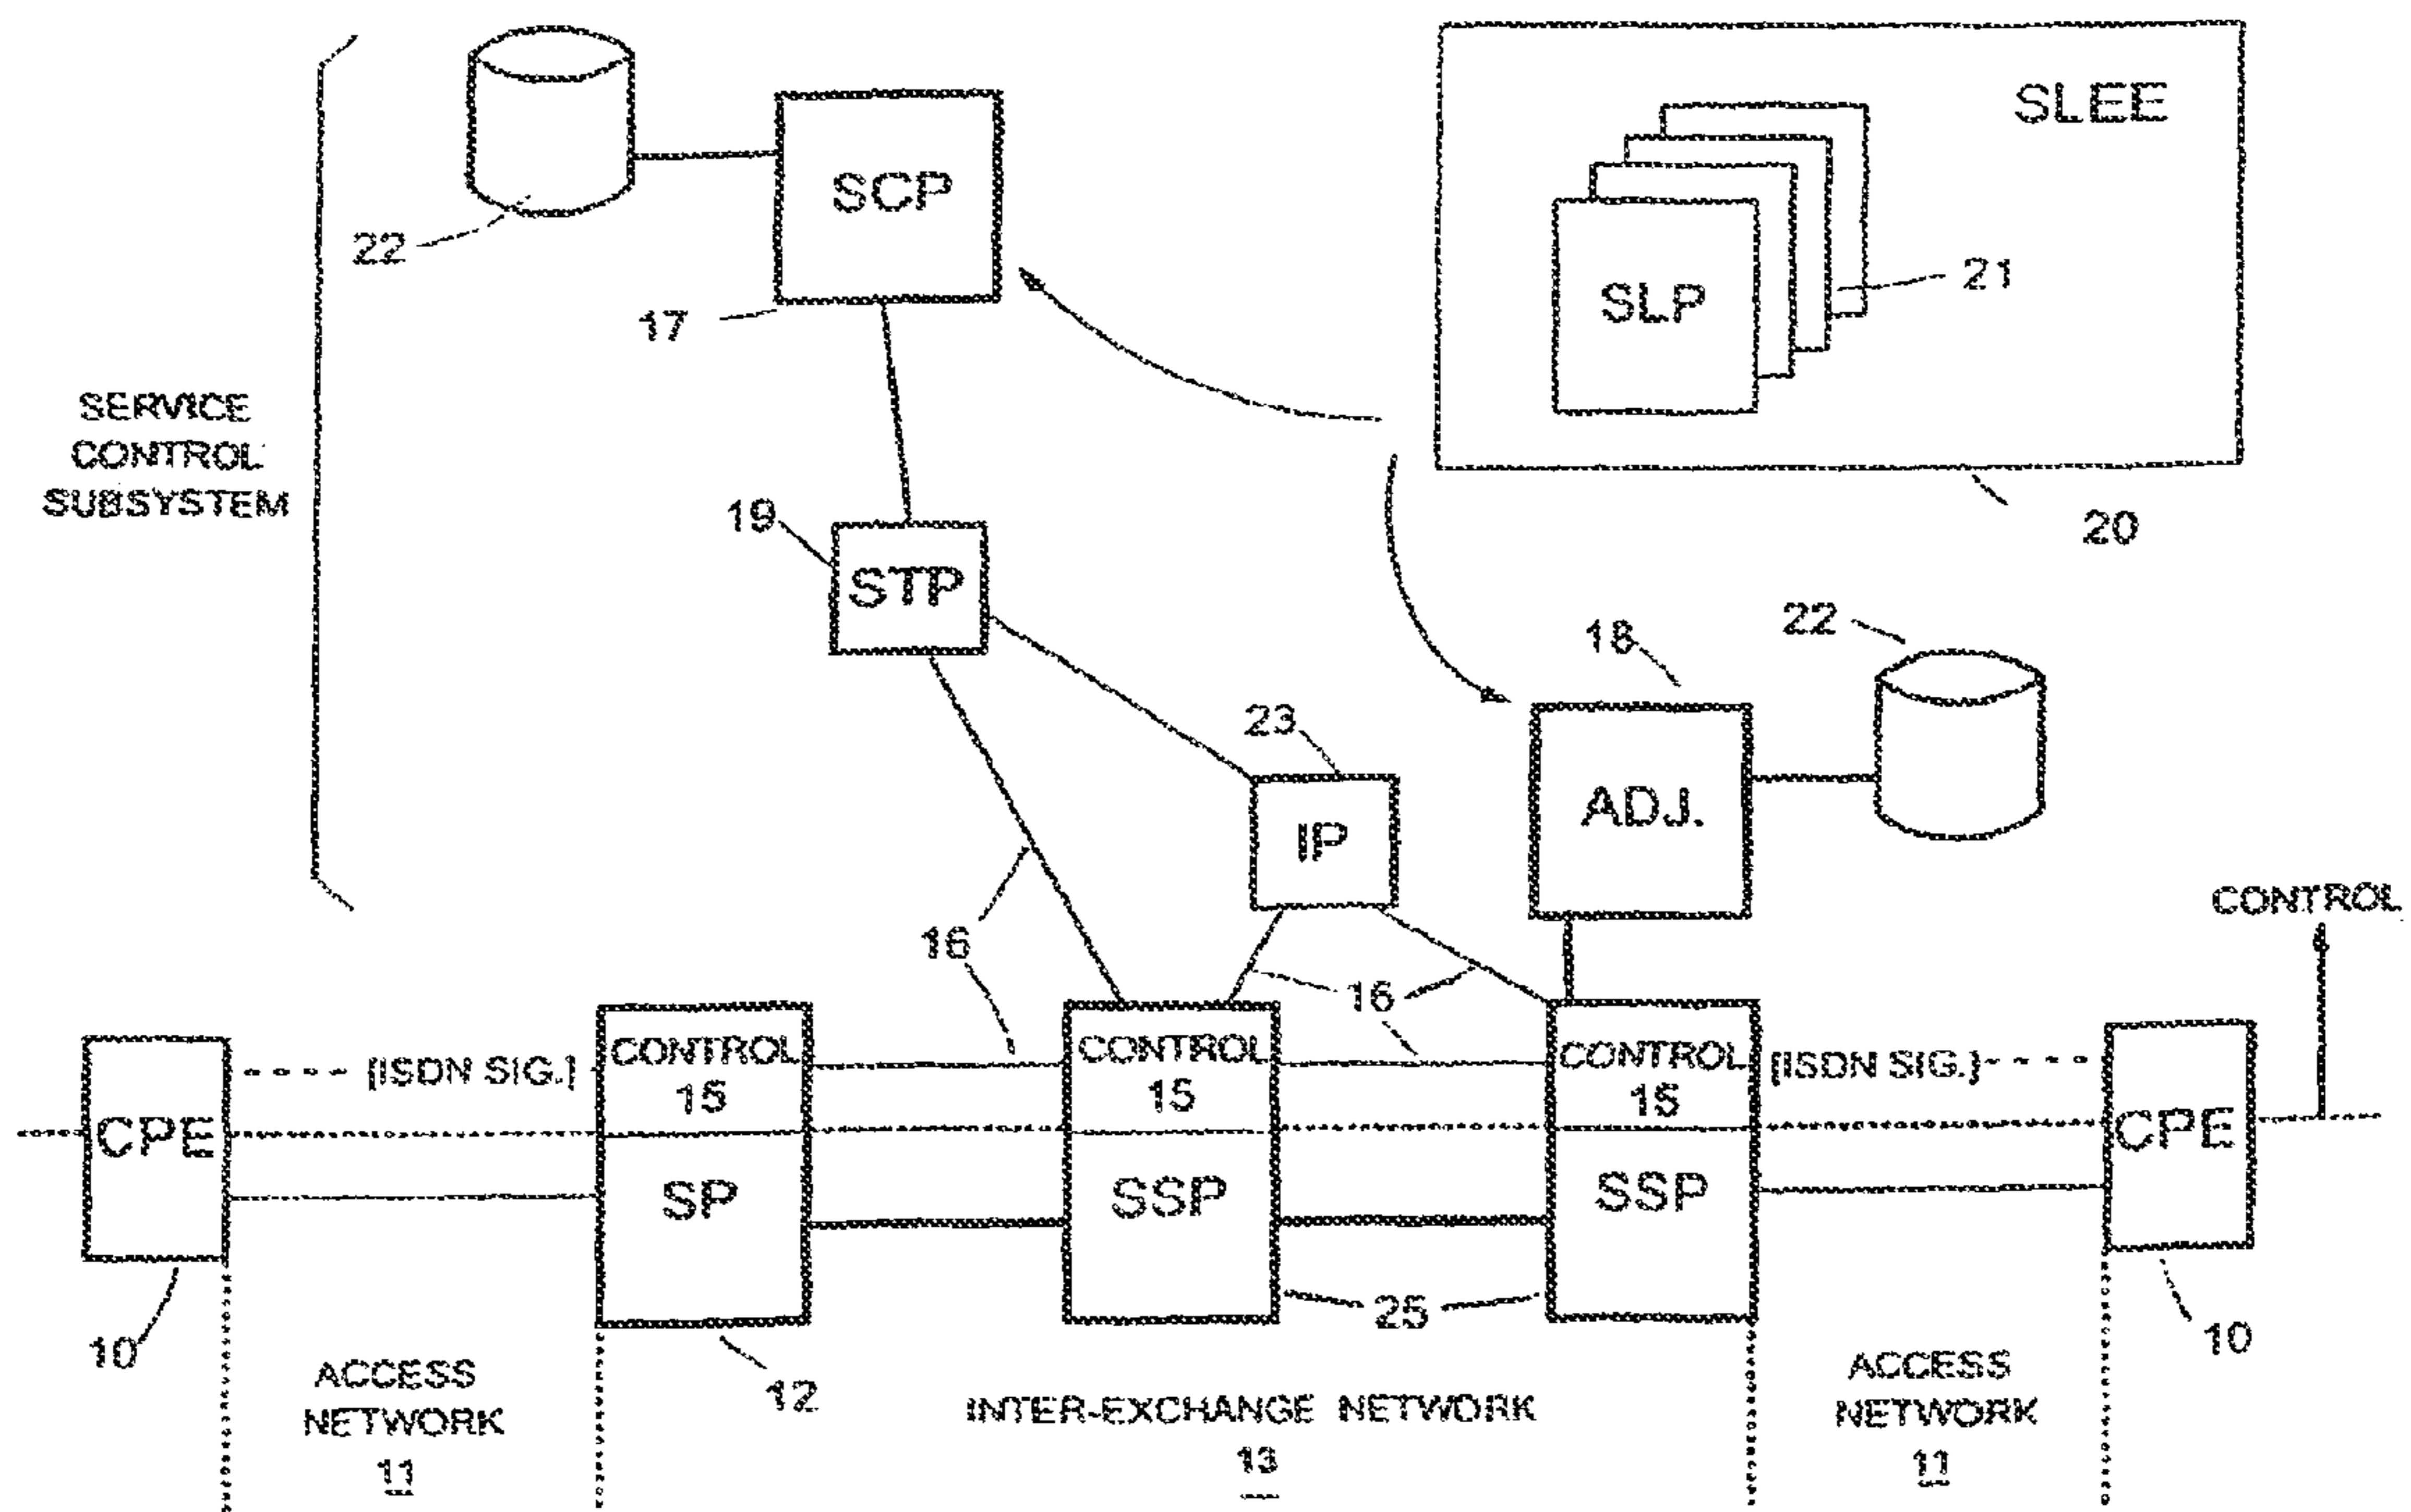 SLEE
SCP
22
21
SLP
17
SERVICE
CONTROL
SUBSYSTEM
19
20
STP
22
18
23
ADJ.
IP
CONTROL
16
16
CONTROL
15
CONTROL
15
CONTROL
15
[ISDN SIG.]
[ISDN SIG.]
CPE
CPE
SP
SSP
SSP
25
10
10
12
ACCESS
NETWORK
11
INTER-EXCHANGE NETWORK
13
ACCESS
NETWORK
11